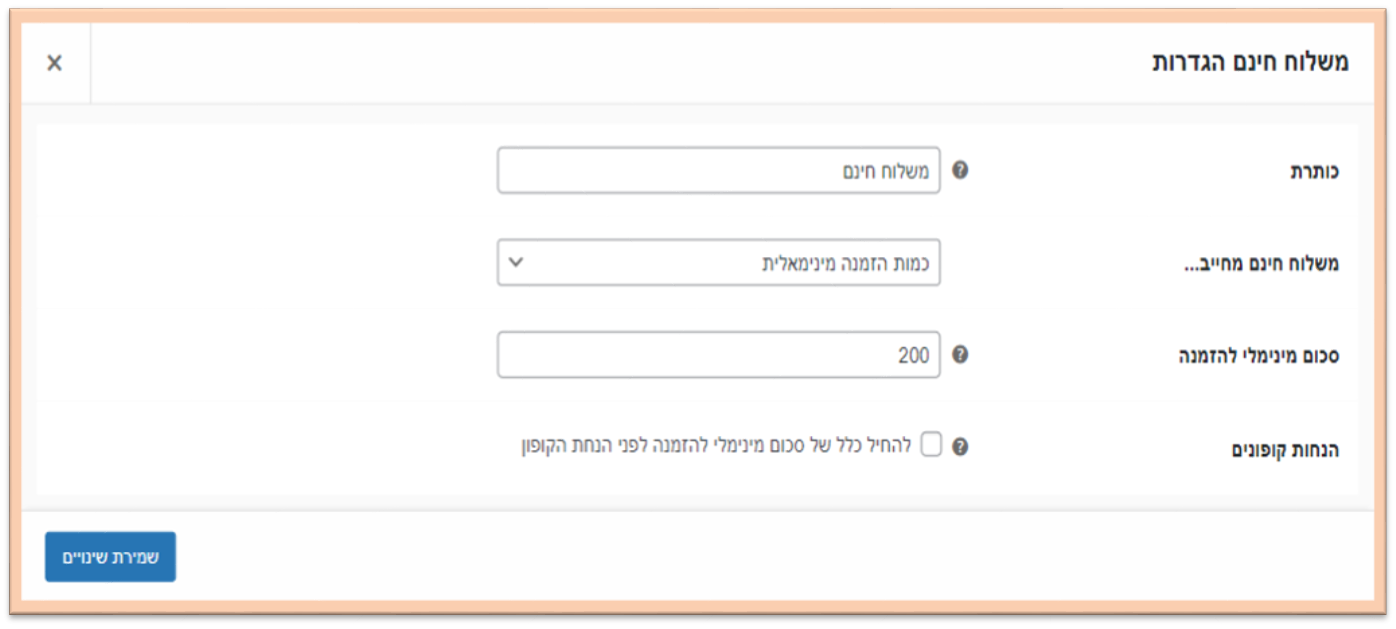 משלוח חינם הגדרות
כותרת
משלוח חינם
משלוח חינם מחייב...
כמות הזמנה מינימאלית
סכום מינימלי להזמנה
200
הנחות קופונים
להחיל כלל של סכום מינימלי להזמנה לפני הנחת הקופון
שמירת שינויים